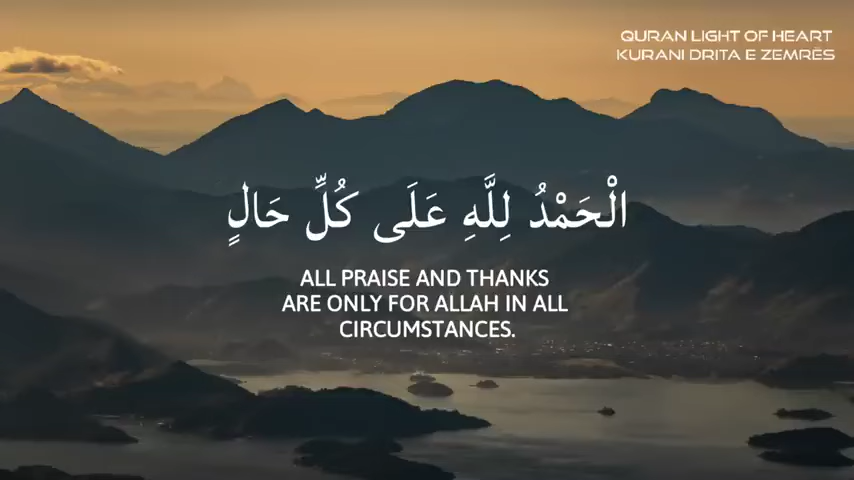 QURAN LIGHT OF HEART
KURANI DRITA E ZEMRËS
الْحَمْدُ لِلَّهِ عَلَى كُلِّ حَالٍ
ALL PRAISE AND THANKS
ARE ONLY FOR ALLAH IN ALL
CIRCUMSTANCES.